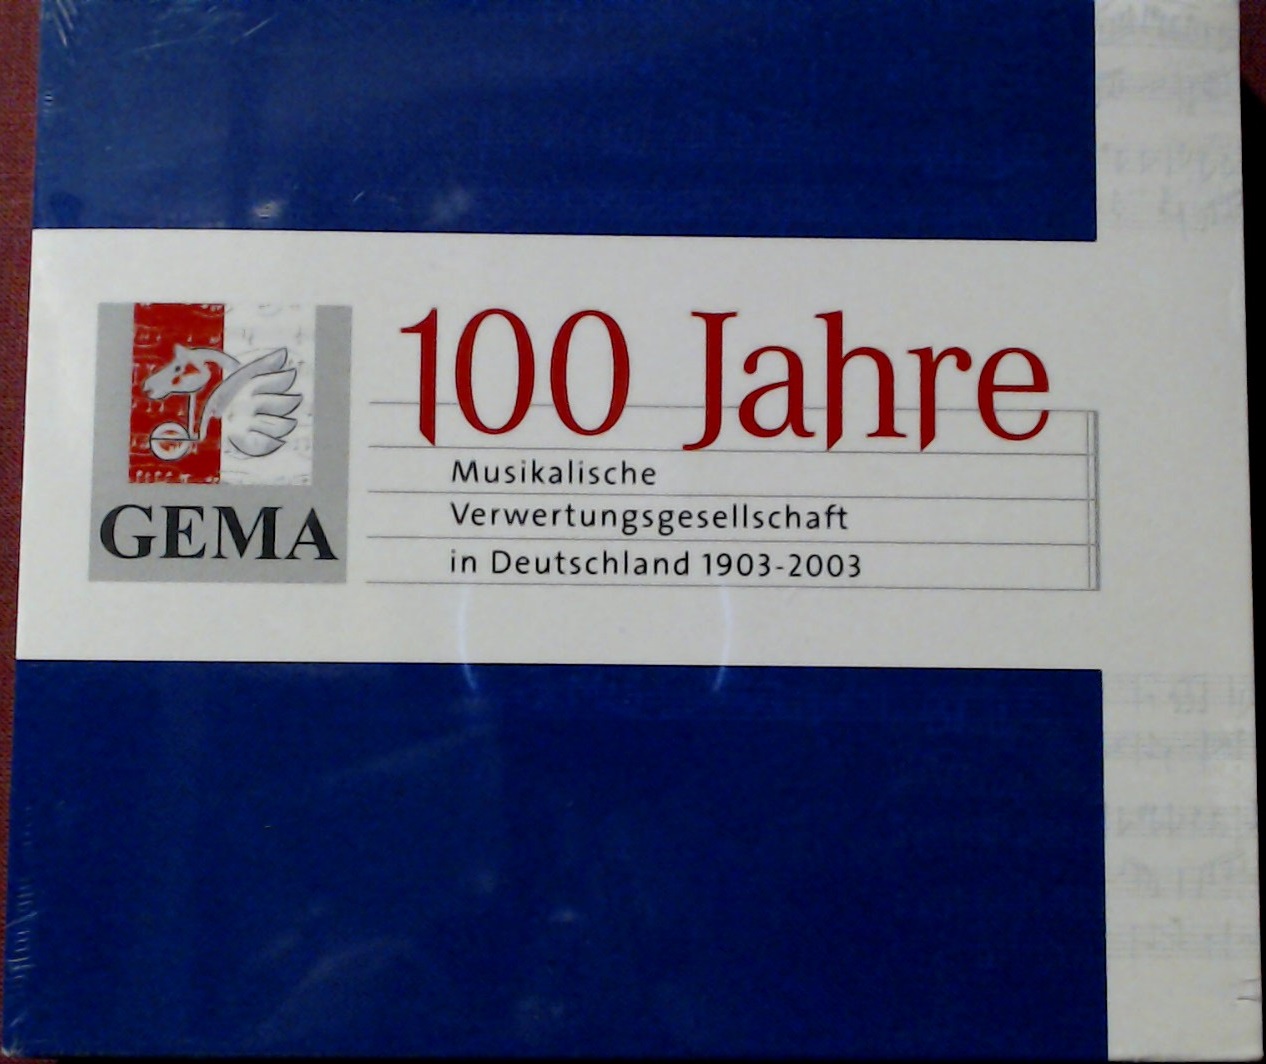 100 Jahre
Musikalische
Verwertungsgesellschaft
in Deutschland 1903-2003
GEMA